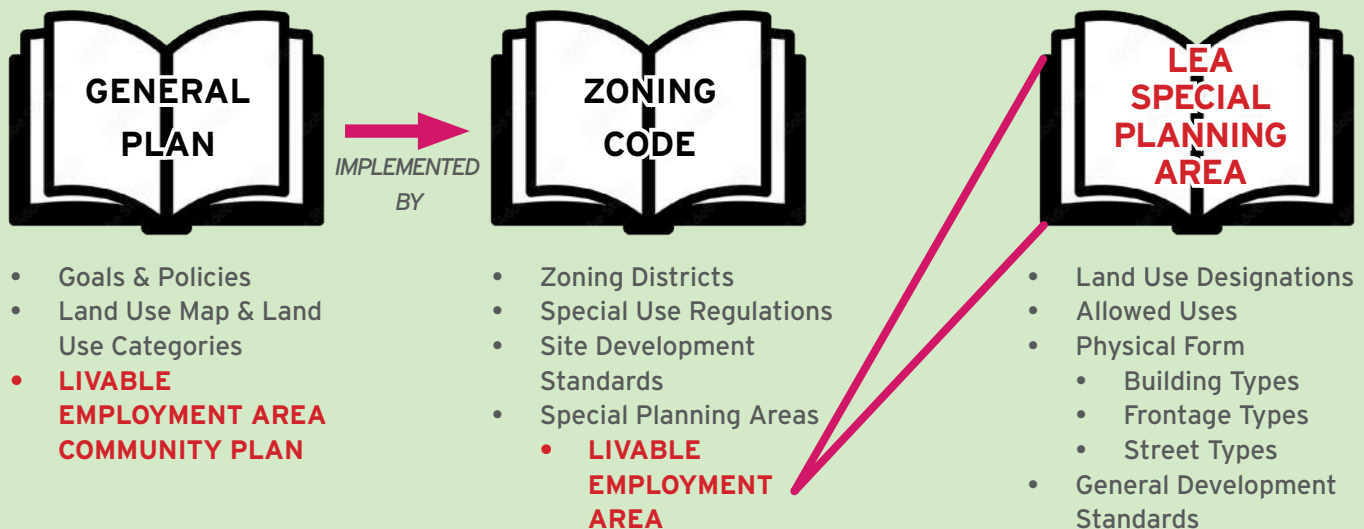 GENERAL
PLAN
IMPLEMENTED
BY
• Goals & Policies
• Land Use Map & Land
Use Categories
• LIVABLE
EMPLOYMENT AREA
COMMUNITY PLAN
ZONING
CODE
• Zoning Districts
• Special Use Regulations
• Site Development
Standards
• Special Planning Areas
• LIVABLE
EMPLOYMENT
AREA
LEA
SPECIAL
PLANNING
AREA
• Land Use Designations
• Allowed Uses
• Physical Form
• Building Types
• Frontage Types
• Street Types
• General Development
Standards